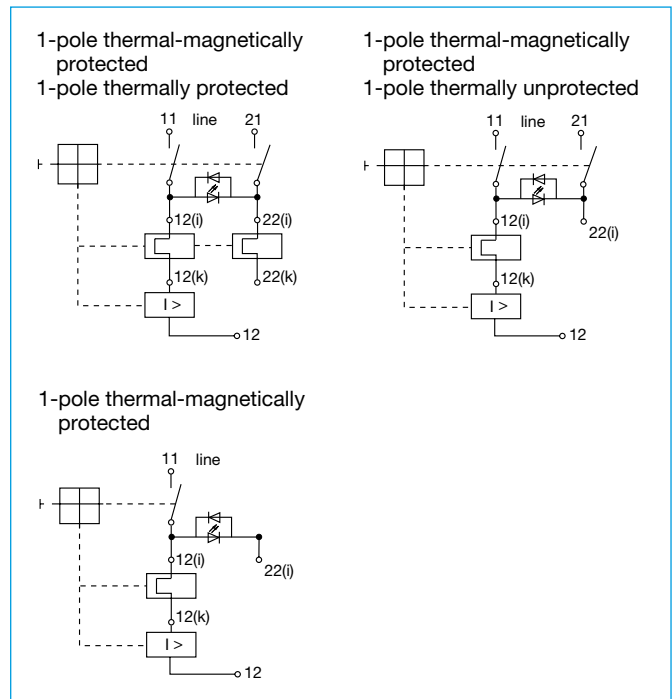 1-pole thermal-magnetically
protected
1-pole thermally protected
11 line 21
12(i) 22(i)
12(k) 22(k)
I >
12
1-pole thermal-magnetically
protected
1-pole thermally unprotected
11 line 21
12(i)
22(i)
12(k)
I >
12
1-pole thermal-magnetically
protected
11 line
12(i)
22(i)
12(k)
I >
12